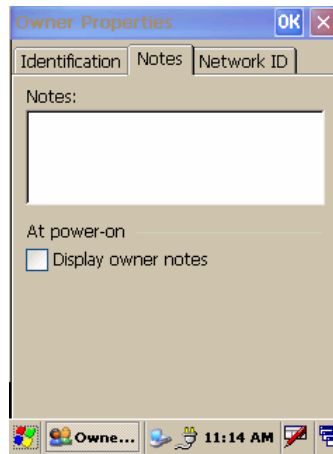 Owner Properties OK
Identification Notes Network ID
Notes:
At power-on
Display owner notes
Owne... 11:14 AM